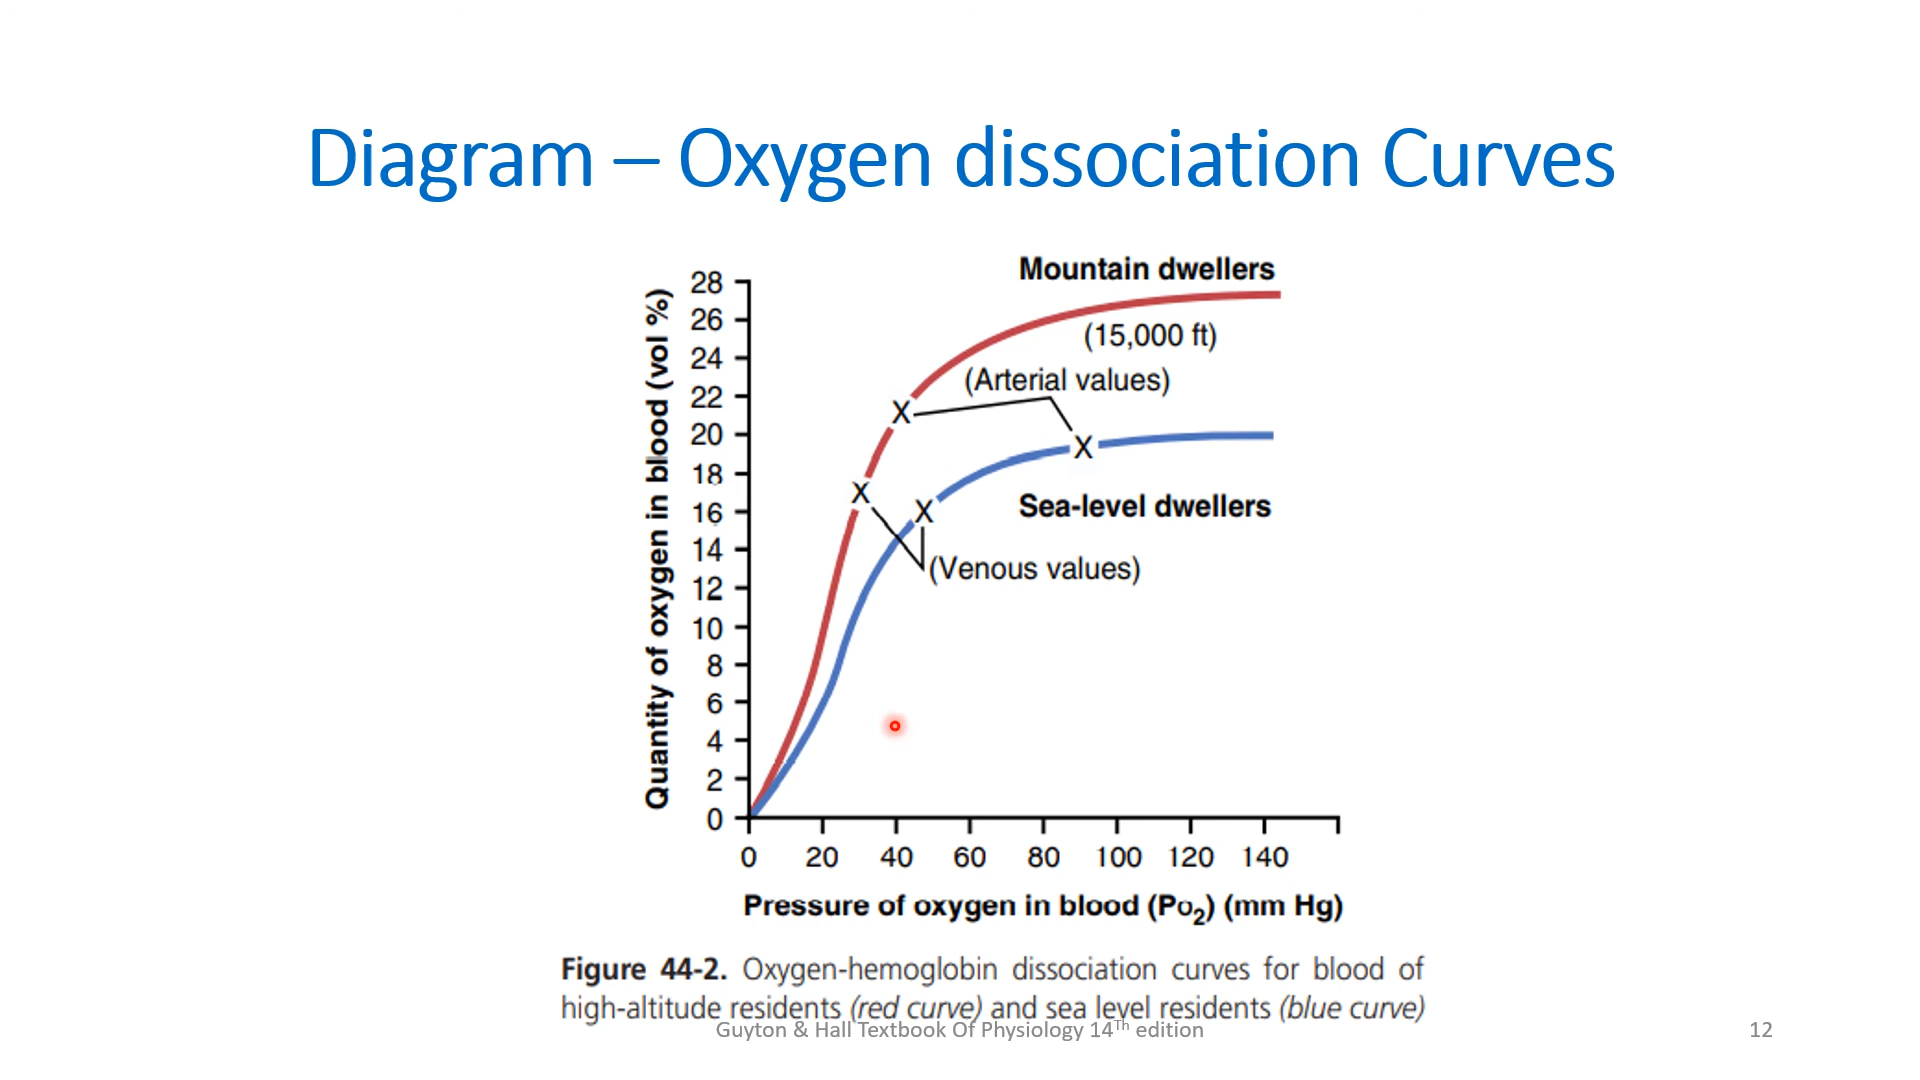 Diagram – Oxygen dissociation Curves
Mountain dwellers
(15,000 ft)
(Arterial values)
Sea-level dwellers
(Venous values)
X
X
X
X
Quantity of oxygen in blood (vol %)
28
26
24
22
20
18
16
14
12
10
8
6
4
2
0
0 20 40 60 80 100 120 140
Pressure of oxygen in blood (Po2) (mm Hg)
Figure 44-2. Oxygen-hemoglobin dissociation curves for blood of
high-altitude residents (red curve) and sea level residents (blue curve)
Guyton & Hall Textbook Of Physiology 14Th edition
12